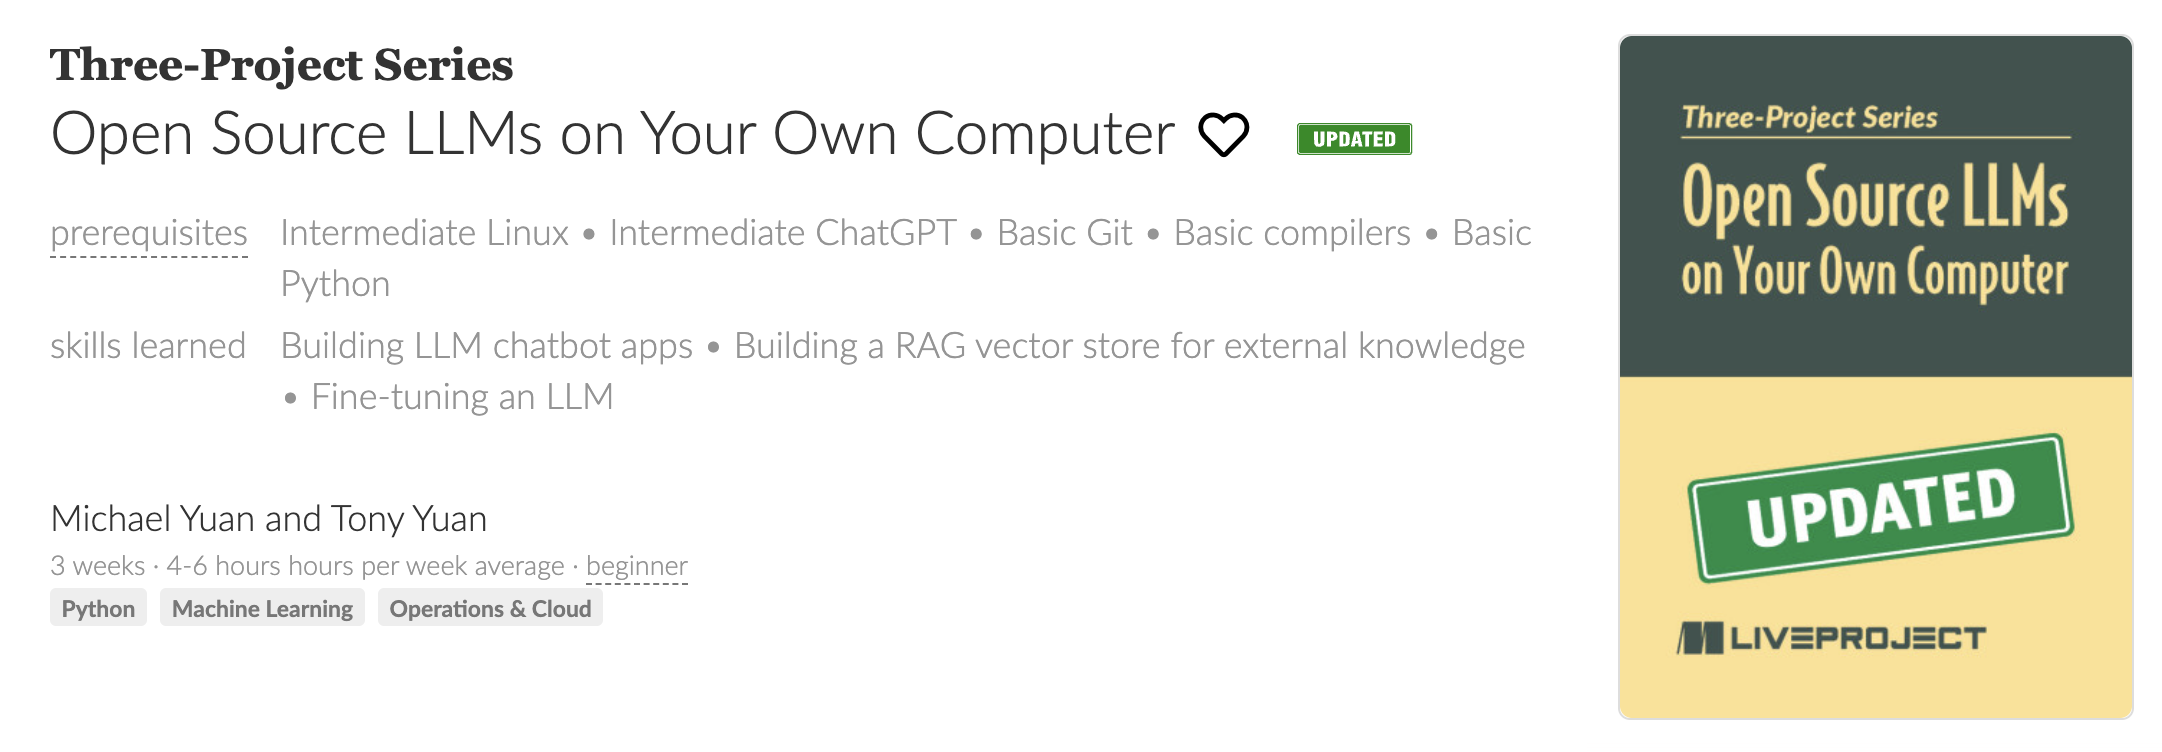 Three-Project Series
Open Source LLMs on Your Own Computer
UPDATED
prerequisites Intermediate Linux • Intermediate ChatGPT • Basic Git • Basic compilers • Basic
Python
skills learned Building LLM chatbot apps • Building a RAG vector store for external knowledge
• Fine-tuning an LLM
Michael Yuan and Tony Yuan
3 weeks · 4-6 hours hours per week average · beginner
Python Machine Learning Operations & Cloud
Three-Project Series
Open Source LLMs
on Your Own Computer
UPDATED
LIVEPROJECT